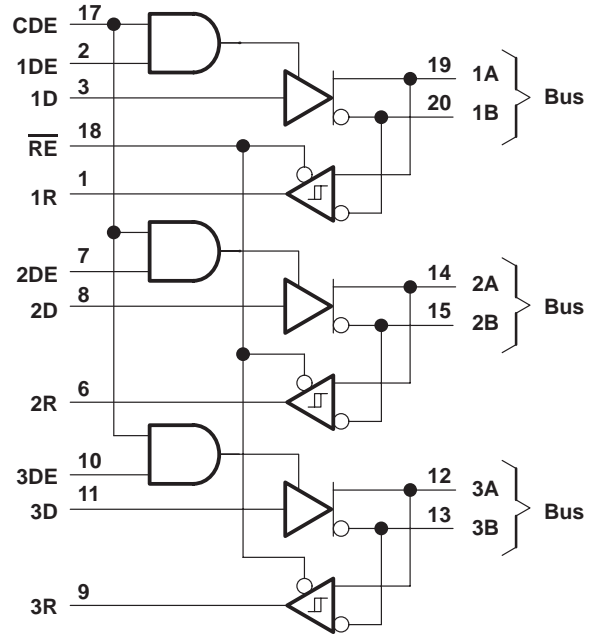 CDE 17
1DE 2
1D 3
19 1A
20 1B
Bus
RE 18
1R 1
2DE 7
2D 8
14 2A
15 2B
Bus
2R 6
3DE 10
3D 11
12 3A
13 3B
Bus
3R 9